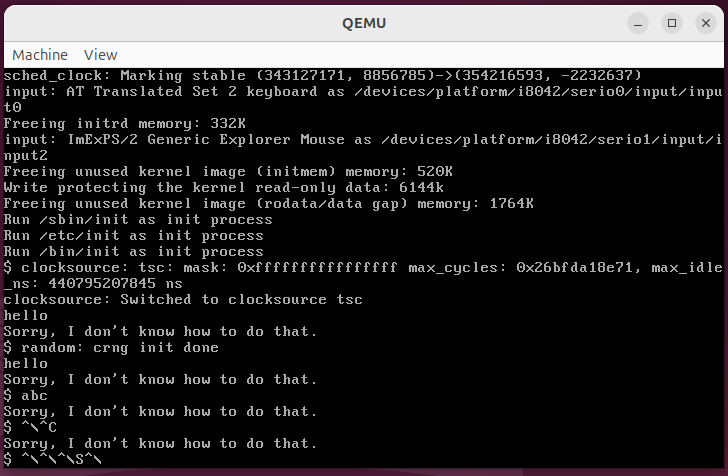 QEMU
Machine View
sched_clock: Marking stable (343127171, 8856785)->(354216593, -2232637)
input: AT Translated Set 2 keyboard as /devices/platform/i8042/serio0/input/inpu
t0
Freeing initrd memory: 332K
input: ImExPS/2 Generic Explorer Mouse as /devices/platform/i8042/serio1/input/i
nput2
Freeing unused kernel image (initmem) memory: 520K
Write protecting the kernel read-only data: 6144k
Freeing unused kernel image (rodata/data gap) memory: 1764K
Run /sbin/init as init process
Run /etc/init as init process
Run /bin/init as init process
$ clocksource: tsc: mask: 0xffffffffffffffff max_cycles: 0x26bfda18e71, max_idle
_ns: 440795207845 ns
clocksource: Switched to clocksource tsc
hello
Sorry, I don't know how to do that.
$ random: crng init done
hello
Sorry, I don't know how to do that.
$ abc
Sorry, I don't know how to do that.
$ ^\^C
Sorry, I don't know how to do that.
$ ^\^\^\S^\